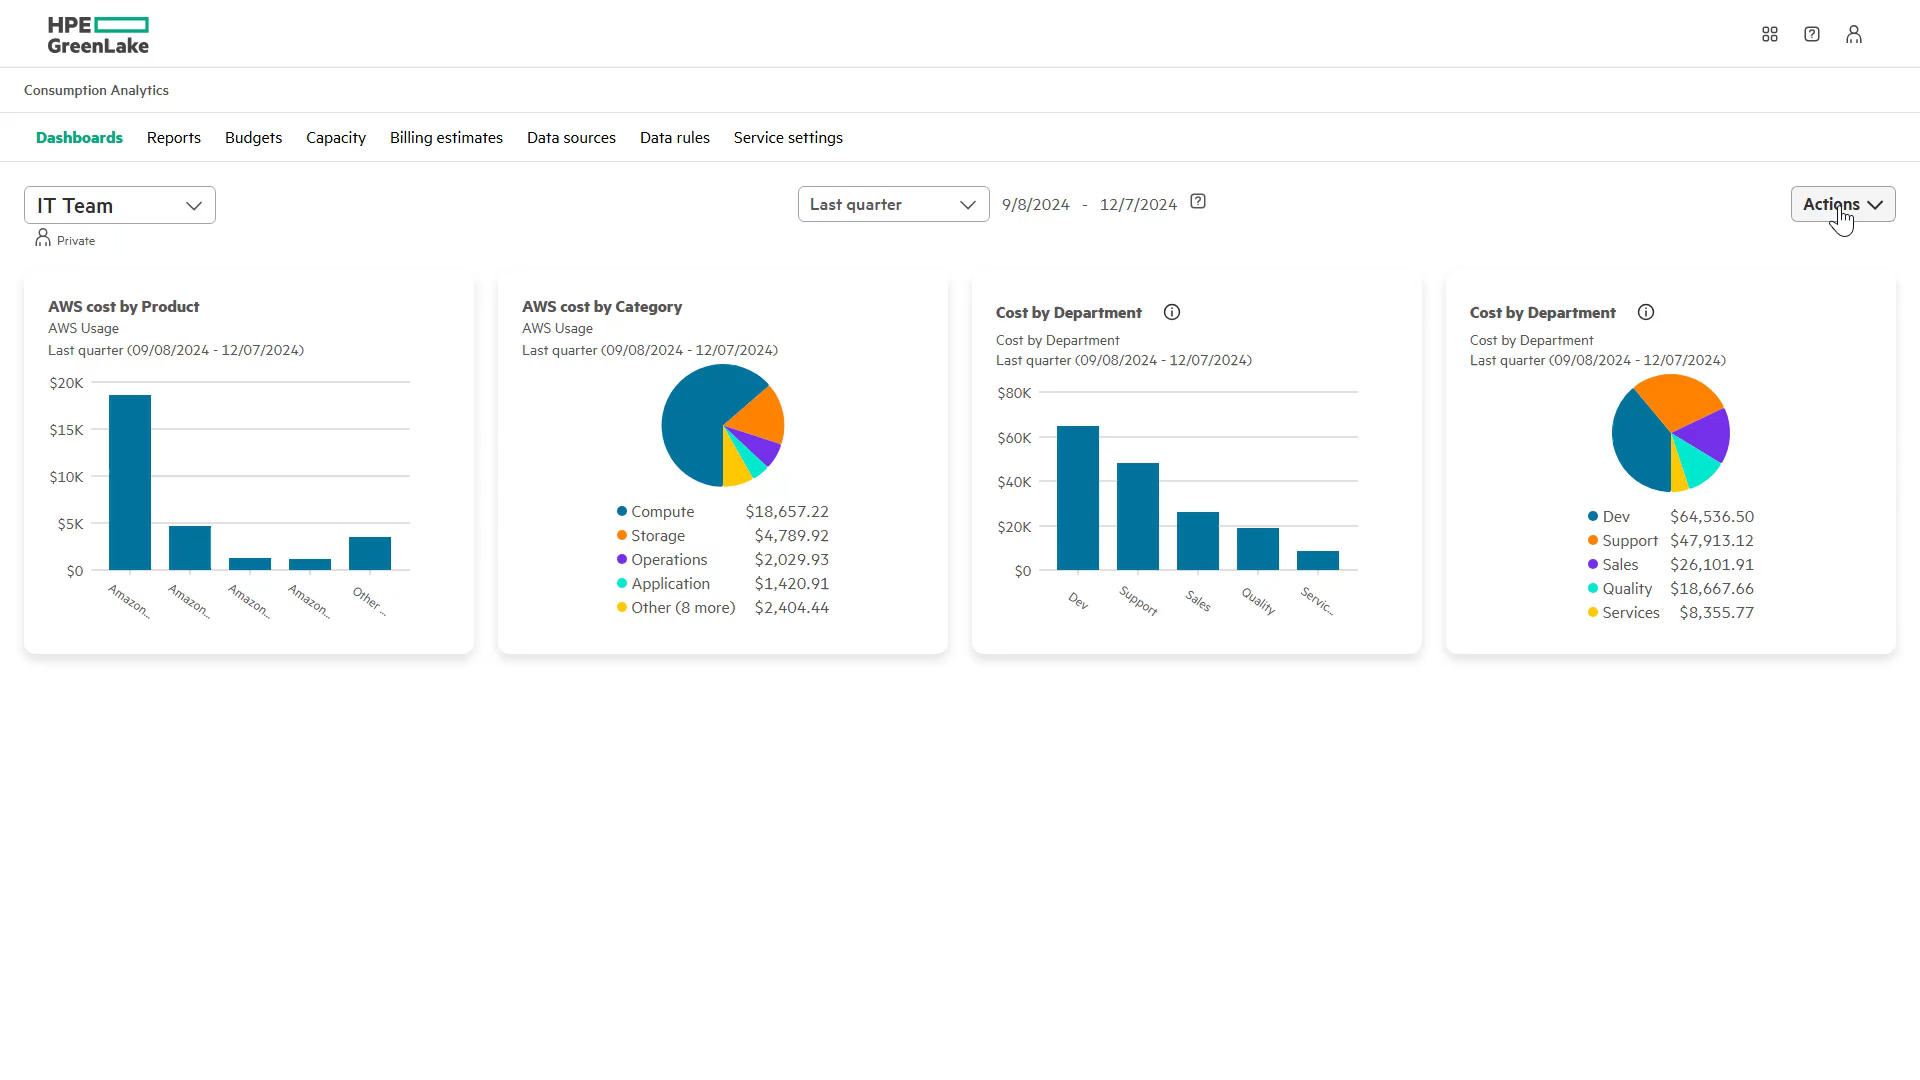 HPE
GreenLake
Consumption Analytics
Dashboards Reports Budgets Capacity Billing estimates Data sources Data rules Service settings
IT Team
Private
Last quarter
9/8/2024 - 12/7/2024
Actions
AWS cost by Product
AWS Usage
Last quarter (09/08/2024 - 12/07/2024)
$20K
$15K
$10K
$5K
$0
Amazon...
Amazon...
Amazon...
Amazon...
Other ...
AWS cost by Category
AWS Usage
Last quarter (09/08/2024 - 12/07/2024)
Compute $18,657.22
Storage $4,789.92
Operations $2,029.93
Application $1,420.91
Other (8 more) $2,404.44
Cost by Department
Cost by Department
Last quarter (09/08/2024 - 12/07/2024)
$80K
$60K
$40K
$20K
$0
Dev
Support
Sales
Quality
Servic...
Cost by Department
Cost by Department
Last quarter (09/08/2024 - 12/07/2024)
Dev $64,536.50
Support $47,913.12
Sales $26,101.91
Quality $18,667.66
Services $8,355.77